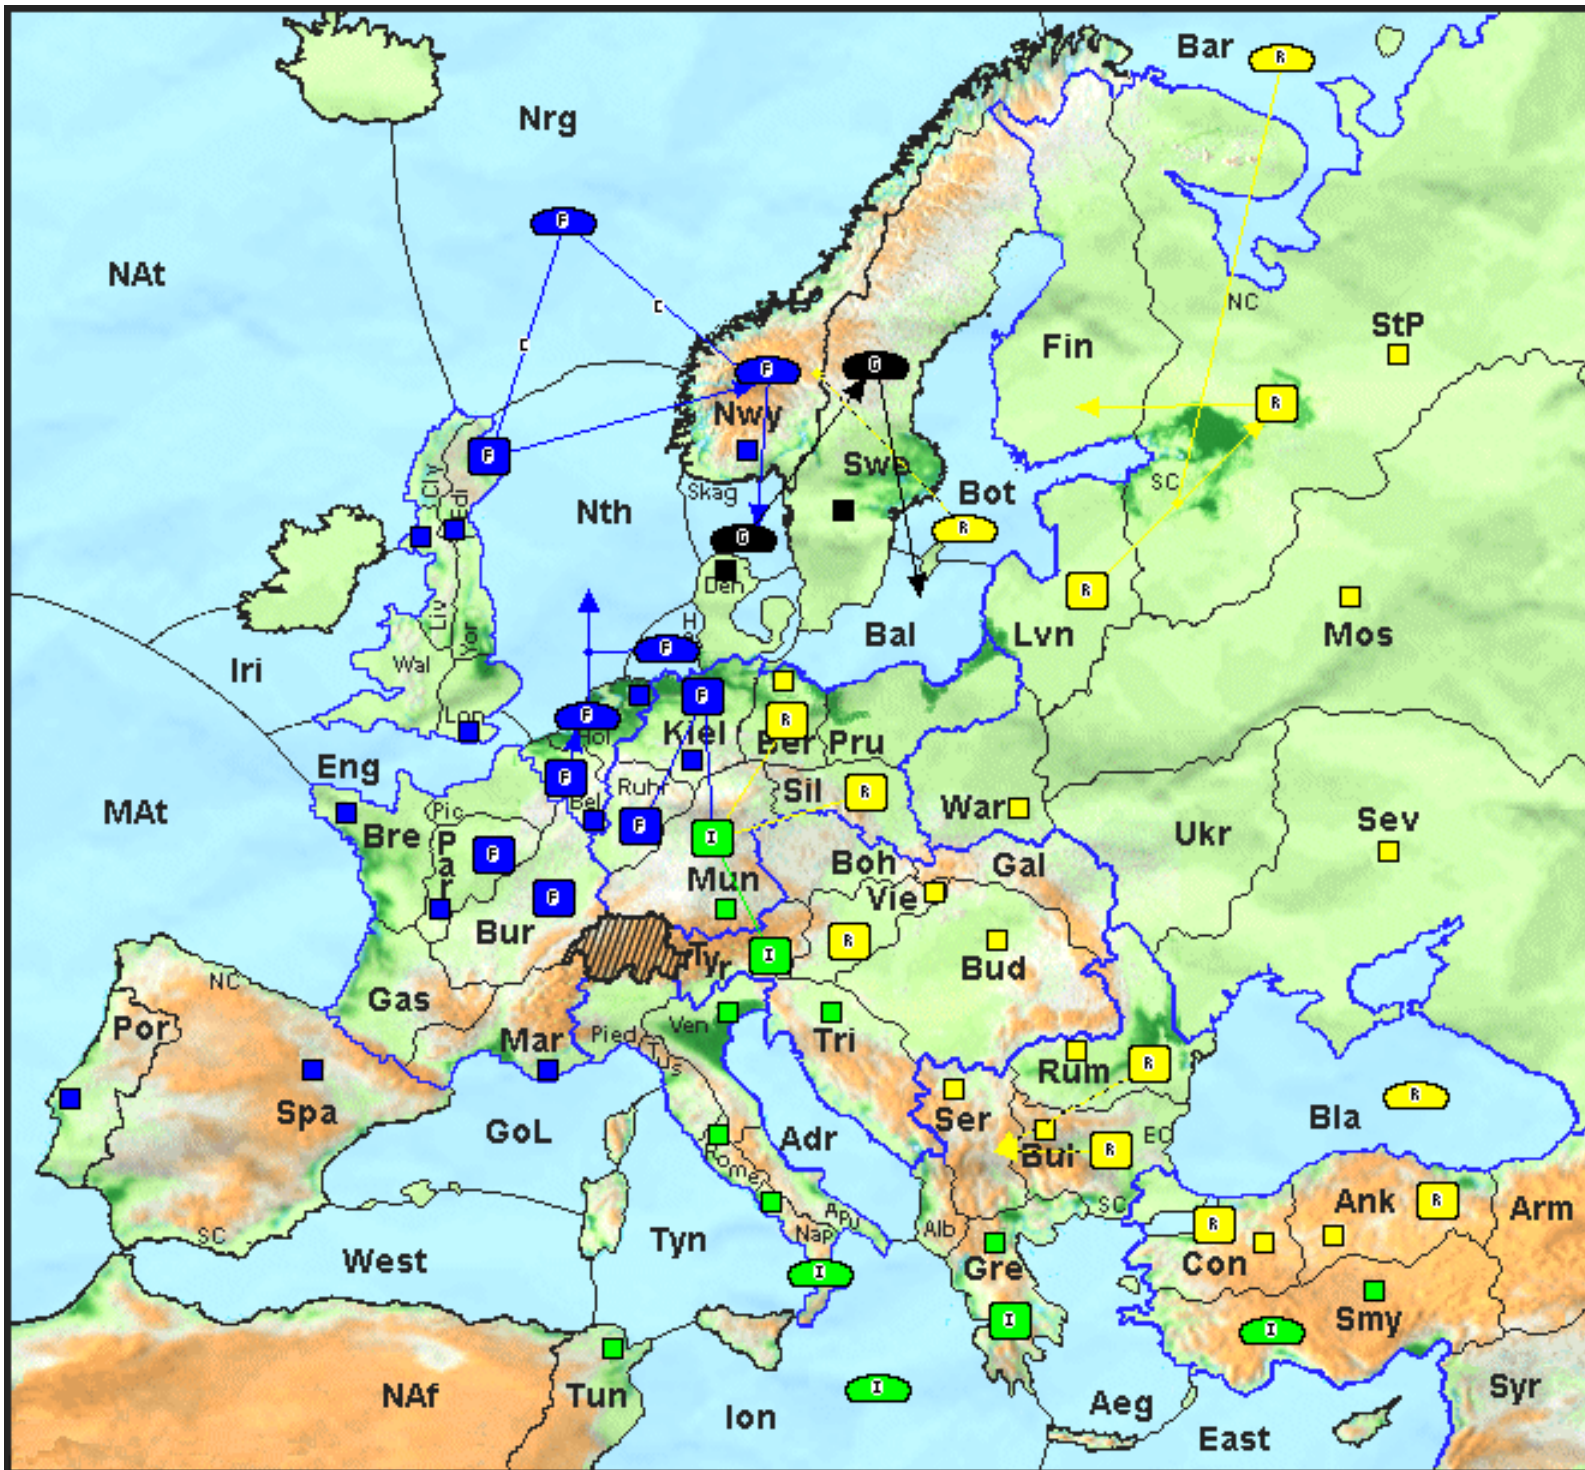 Bar
R
Nrg
F
NAt
C
C
NC
StP
Fin
F
G
R
Nwy
F
Swe
SC
Cly
Edl
Skag
Bot
Nth
R
G
R
Den
Lvn
Mos
Bal
Liv
Yor
Iri
Wal
H
F
F
Lon
F
Hol
Kiel
R
Ber
Pru
Eng
F
Ruhr
Sil
R
War
MAt
Pic
Bel
Bre
Par
F
F
I
Ukr
Sev
Boh
Gal
Mun
Vie
F
Bur
R
Tyr
I
Bud
NC
Gas
Por
Mar
Pied
Ven
Tri
Tus
Rum
R
Spa
GoL
Ser
R
Bla
Adr
EC
Bul
R
Rome
SC
Ank
R
Arm
Apu
Nap
Alb
R
SC
Tyn
West
Gre
Con
I
I
I
Smy
NAf
Tun
I
Ion
Aeg
East
Syr